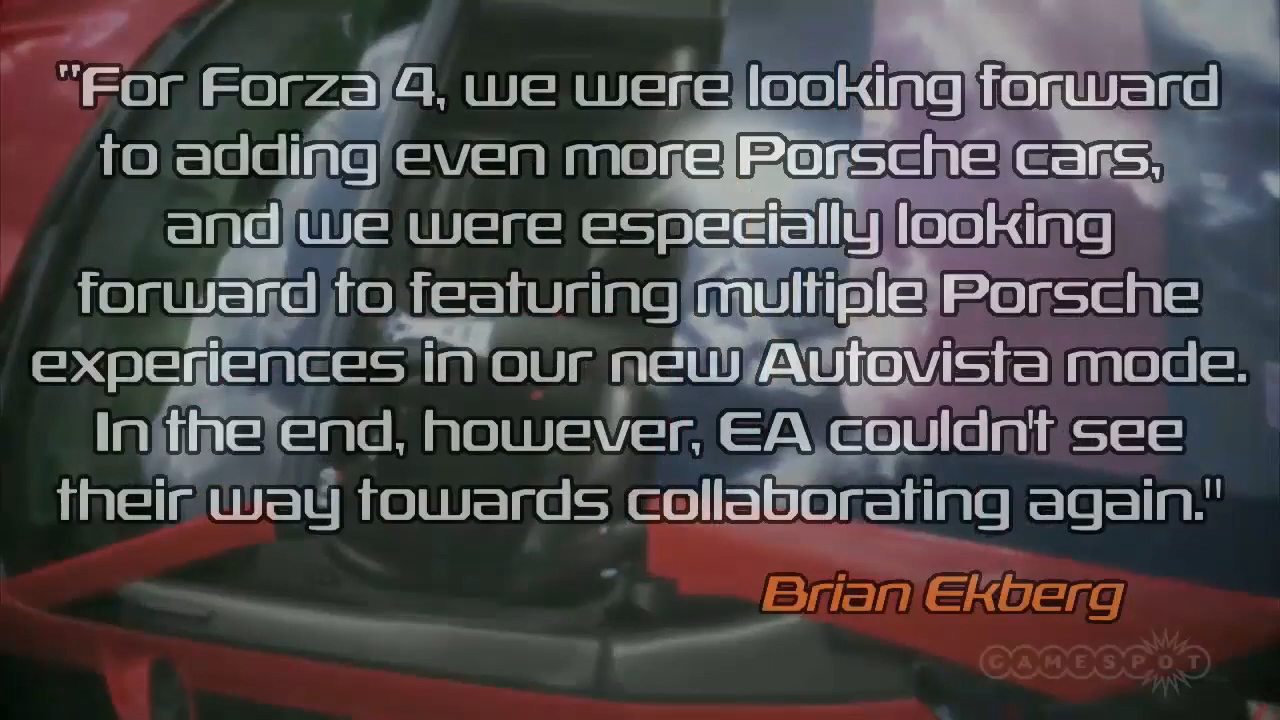 "For Forza 4, we were looking forward
to adding even more Porsche cars,
and we were especially looking
forward to featuring multiple Porsche
experiences in our new Autovista mode.
In the end, however, EA couldn't see
their way towards collaborating again."
Brian Ekberg
GAMESPOT